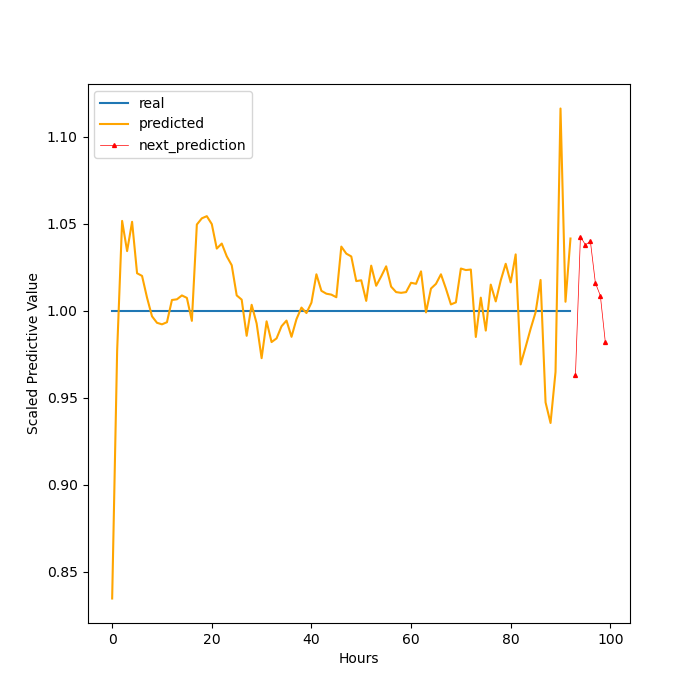 real
predicted
next_prediction
1.10
1.05
1.00
0.95
0.90
0.85
Scaled Predictive Value
0 20 40 60 80 100
Hours